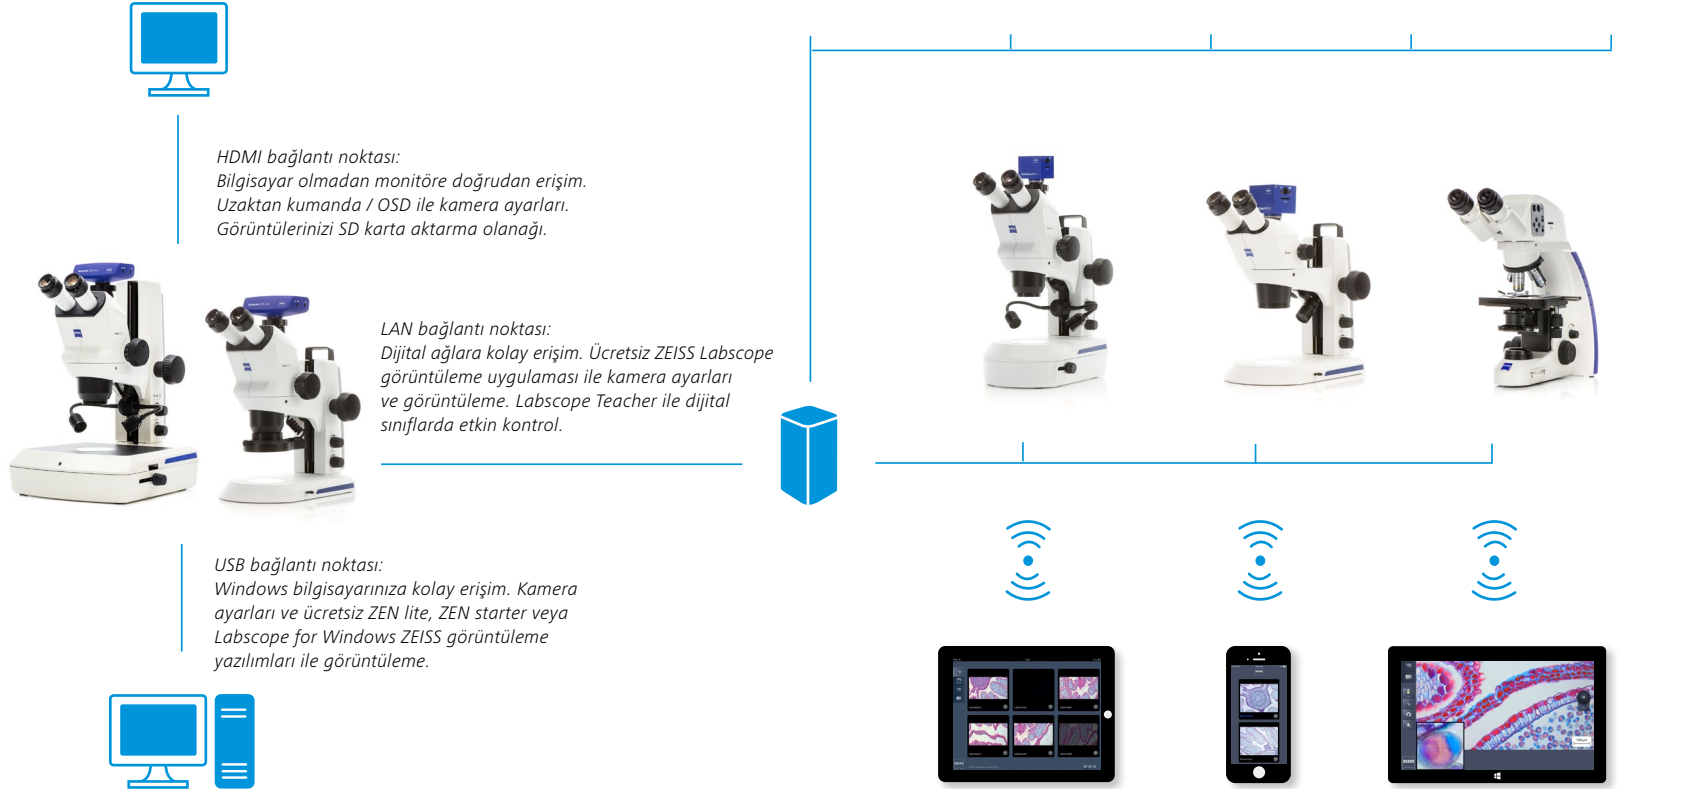 HDMI bağlantı noktası:
Bilgisayar olmadan monitöre doğrudan erişim.
Uzaktan kumanda / OSD ile kamera ayarları.
Görüntülerinizi SD karta aktarma olanağı.
LAN bağlantı noktası:
Dijital ağlara kolay erişim. Ücretsiz ZEISS Labscope
görüntüleme uygulaması ile kamera ayarları
ve görüntüleme. Labscope Teacher ile dijital
sınıflarda etkin kontrol.
USB bağlantı noktası:
Windows bilgisayarınıza kolay erişim. Kamera
ayarları ve ücretsiz ZEN lite, ZEN starter veya
Labscope for Windows ZEISS görüntüleme
yazılımları ile görüntüleme.